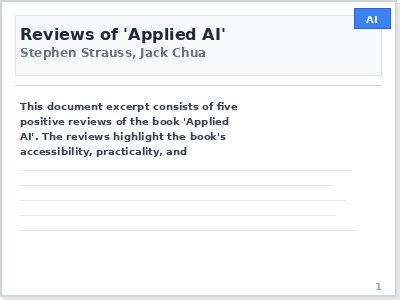 AI
Reviews of 'Applied AI'
Stephen Strauss, Jack Chua
This document excerpt consists of five
positive reviews of the book 'Applied
AI'. The reviews highlight the book's
accessibility, practicality, and
1